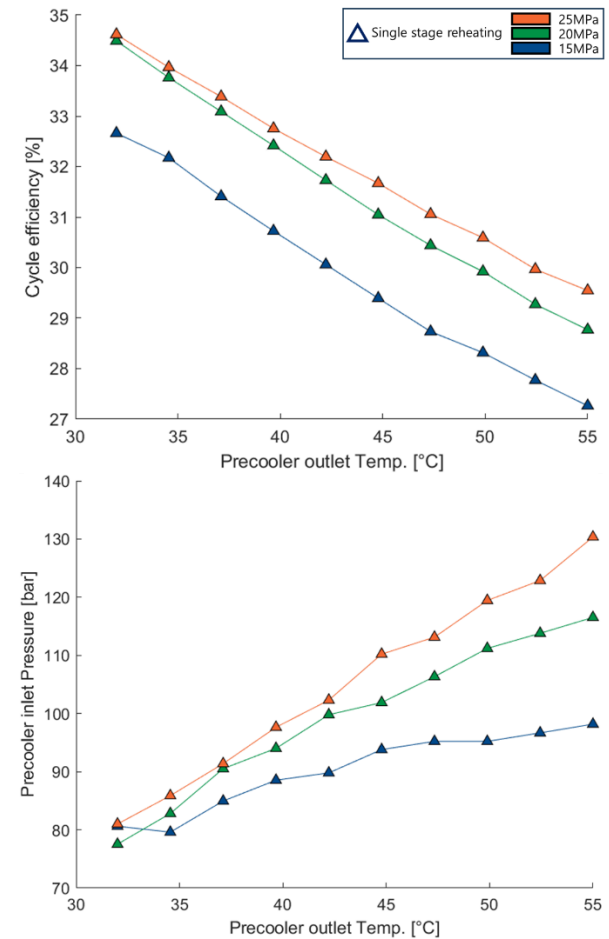 35
34
33
32
31
30
29
28
27
Cycle efficiency [%]
Single stage reheating
25MPa
20MPa
15MPa
30 35 40 45 50 55
Precooler outlet Temp. [°C]
140
130
120
110
100
90
80
70
Precooler inlet Pressure [bar]
30 35 40 45 50 55
Precooler outlet Temp. [°C]